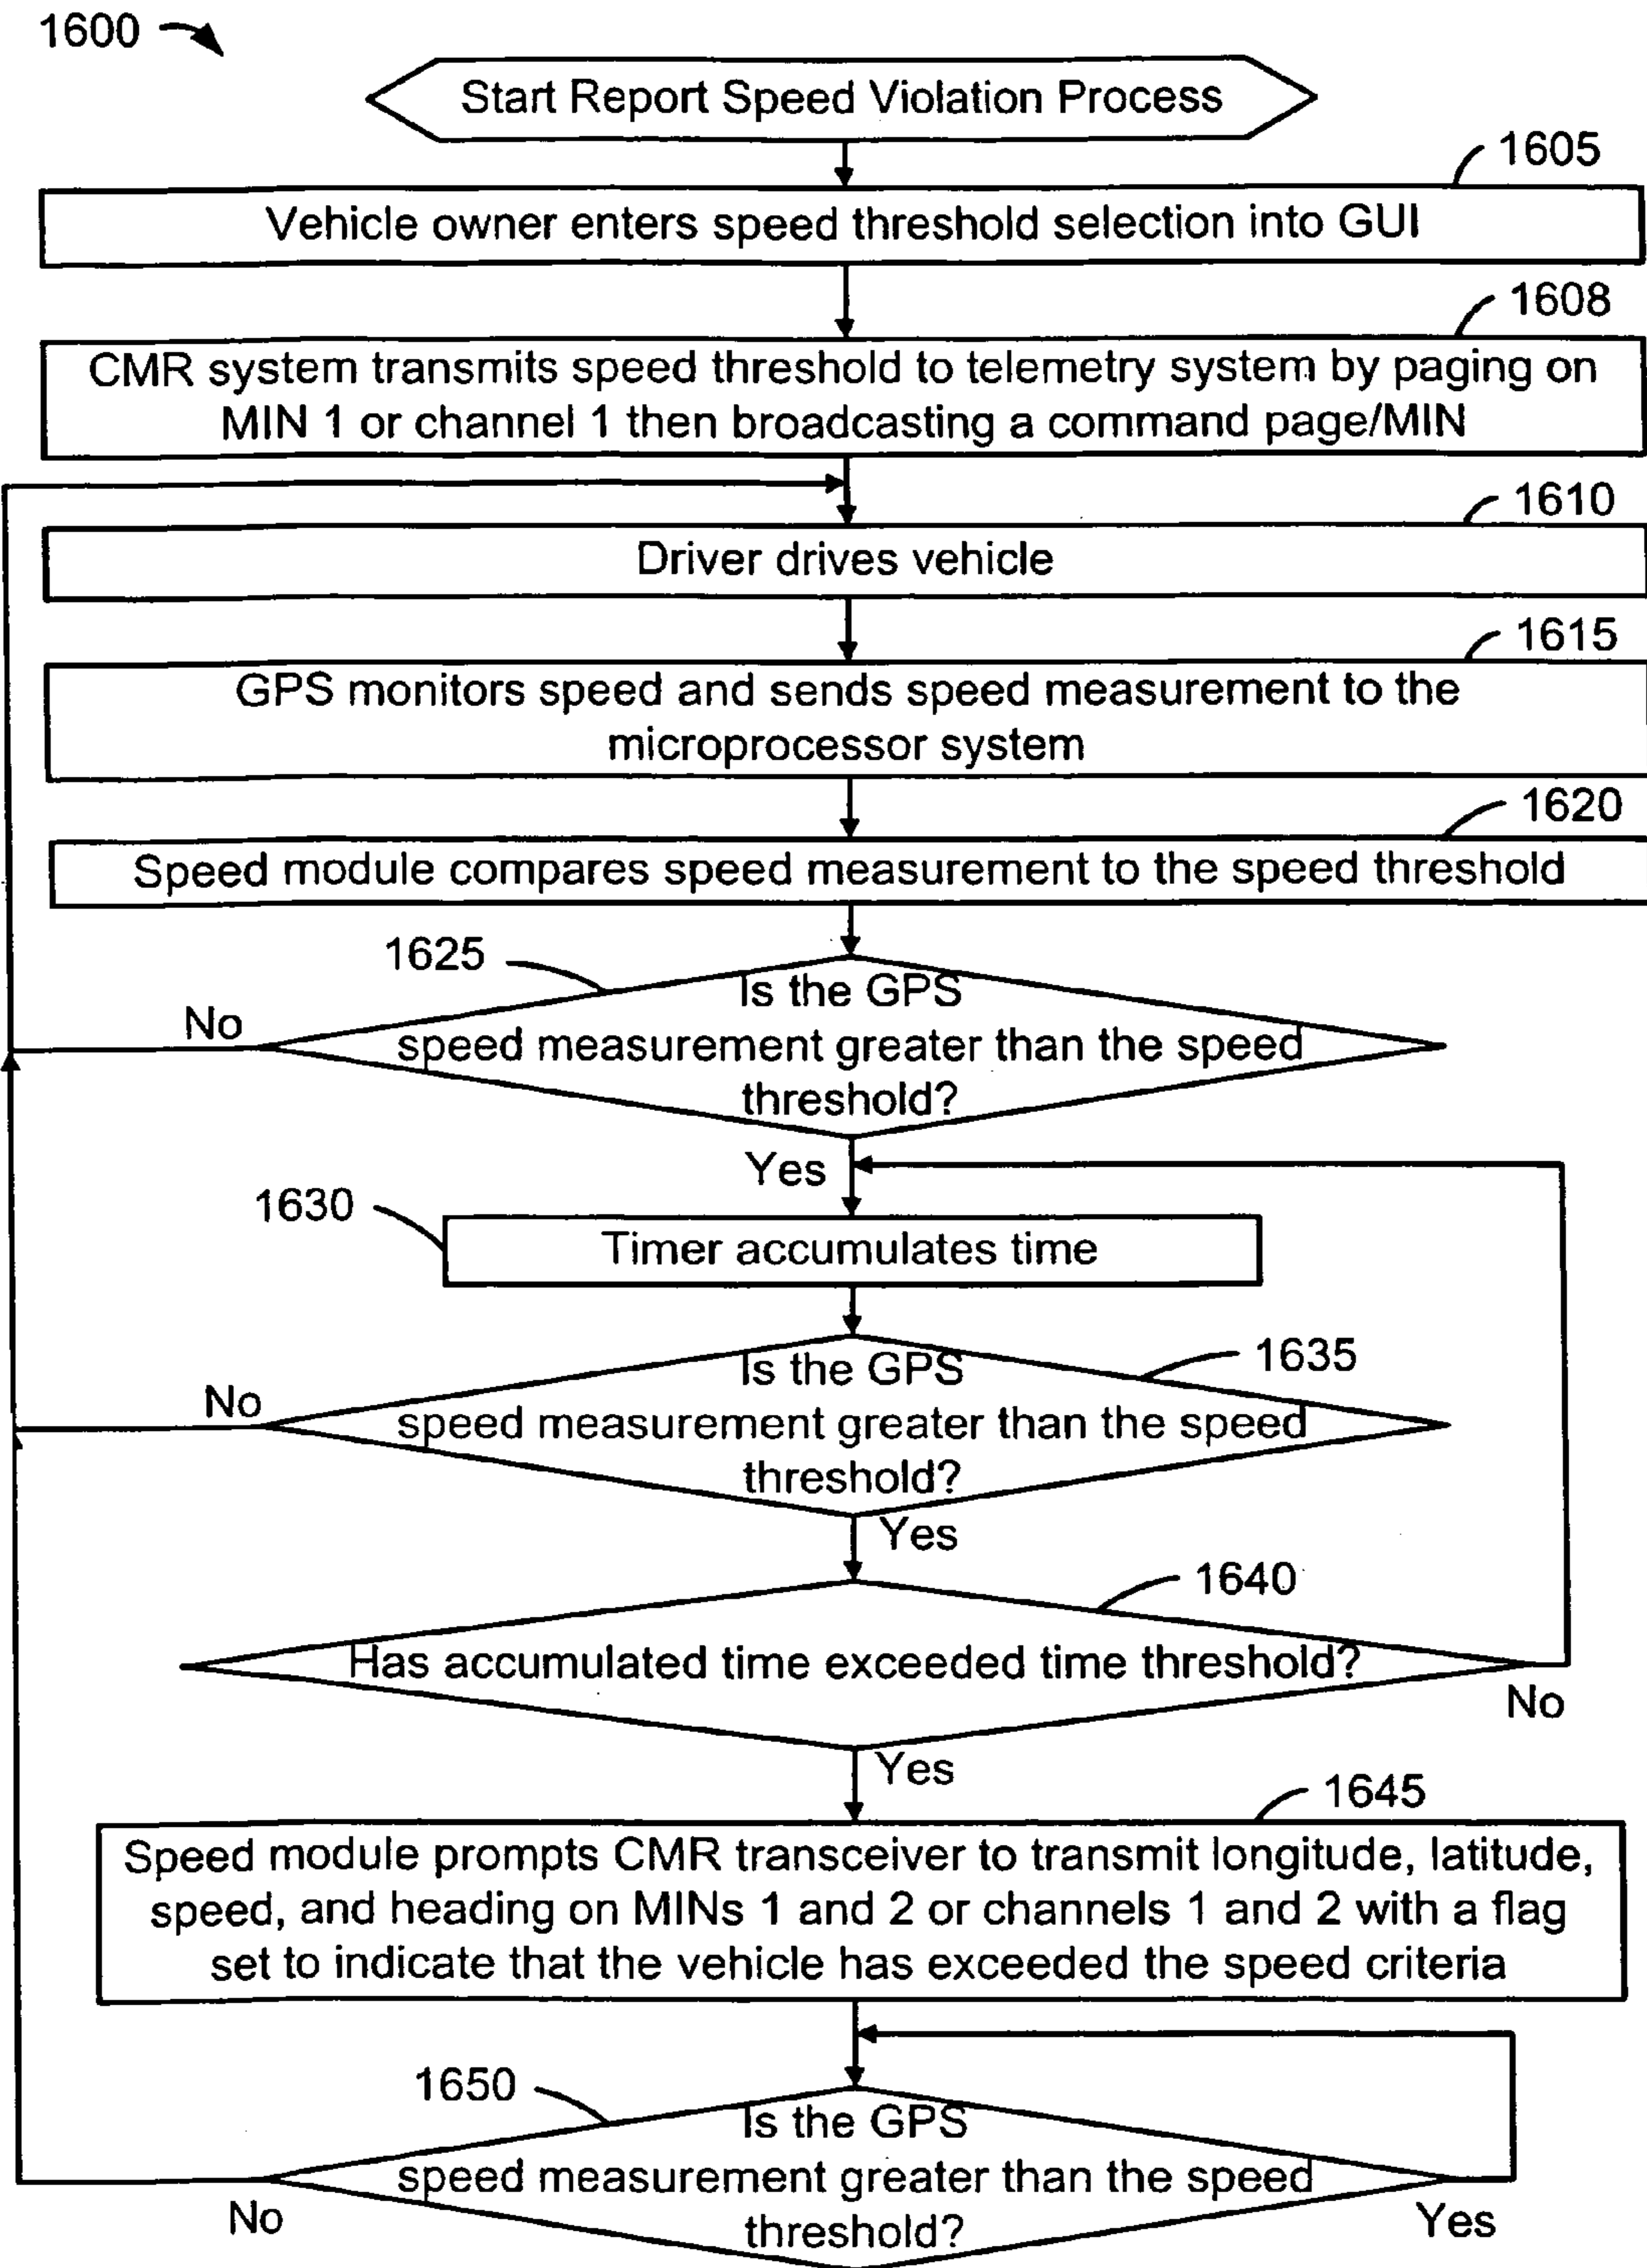 1600
Start Report Speed Violation Process
1605
Vehicle owner enters speed threshold selection into GUI
1608
CMR system transmits speed threshold to telemetry system by paging on
MIN 1 or channel 1 then broadcasting a command page/MIN
1610
Driver drives vehicle
1615
GPS monitors speed and sends speed measurement to the
microprocessor system
1620
Speed module compares speed measurement to the speed threshold
1625
Is the GPS
No
speed measurement greater than the speed
threshold?
Yes
1630
Timer accumulates time
1635
Is the GPS
No
speed measurement greater than the speed
threshold?
Yes
1640
Has accumulated time exceeded time threshold?
No
Yes
1645
Speed module prompts CMR transceiver to transmit longitude, latitude,
speed, and heading on MINs 1 and 2 or channels 1 and 2 with a flag
set to indicate that the vehicle has exceeded the speed criteria
1650
Is the GPS
speed measurement greater than the speed
No
threshold?
Yes